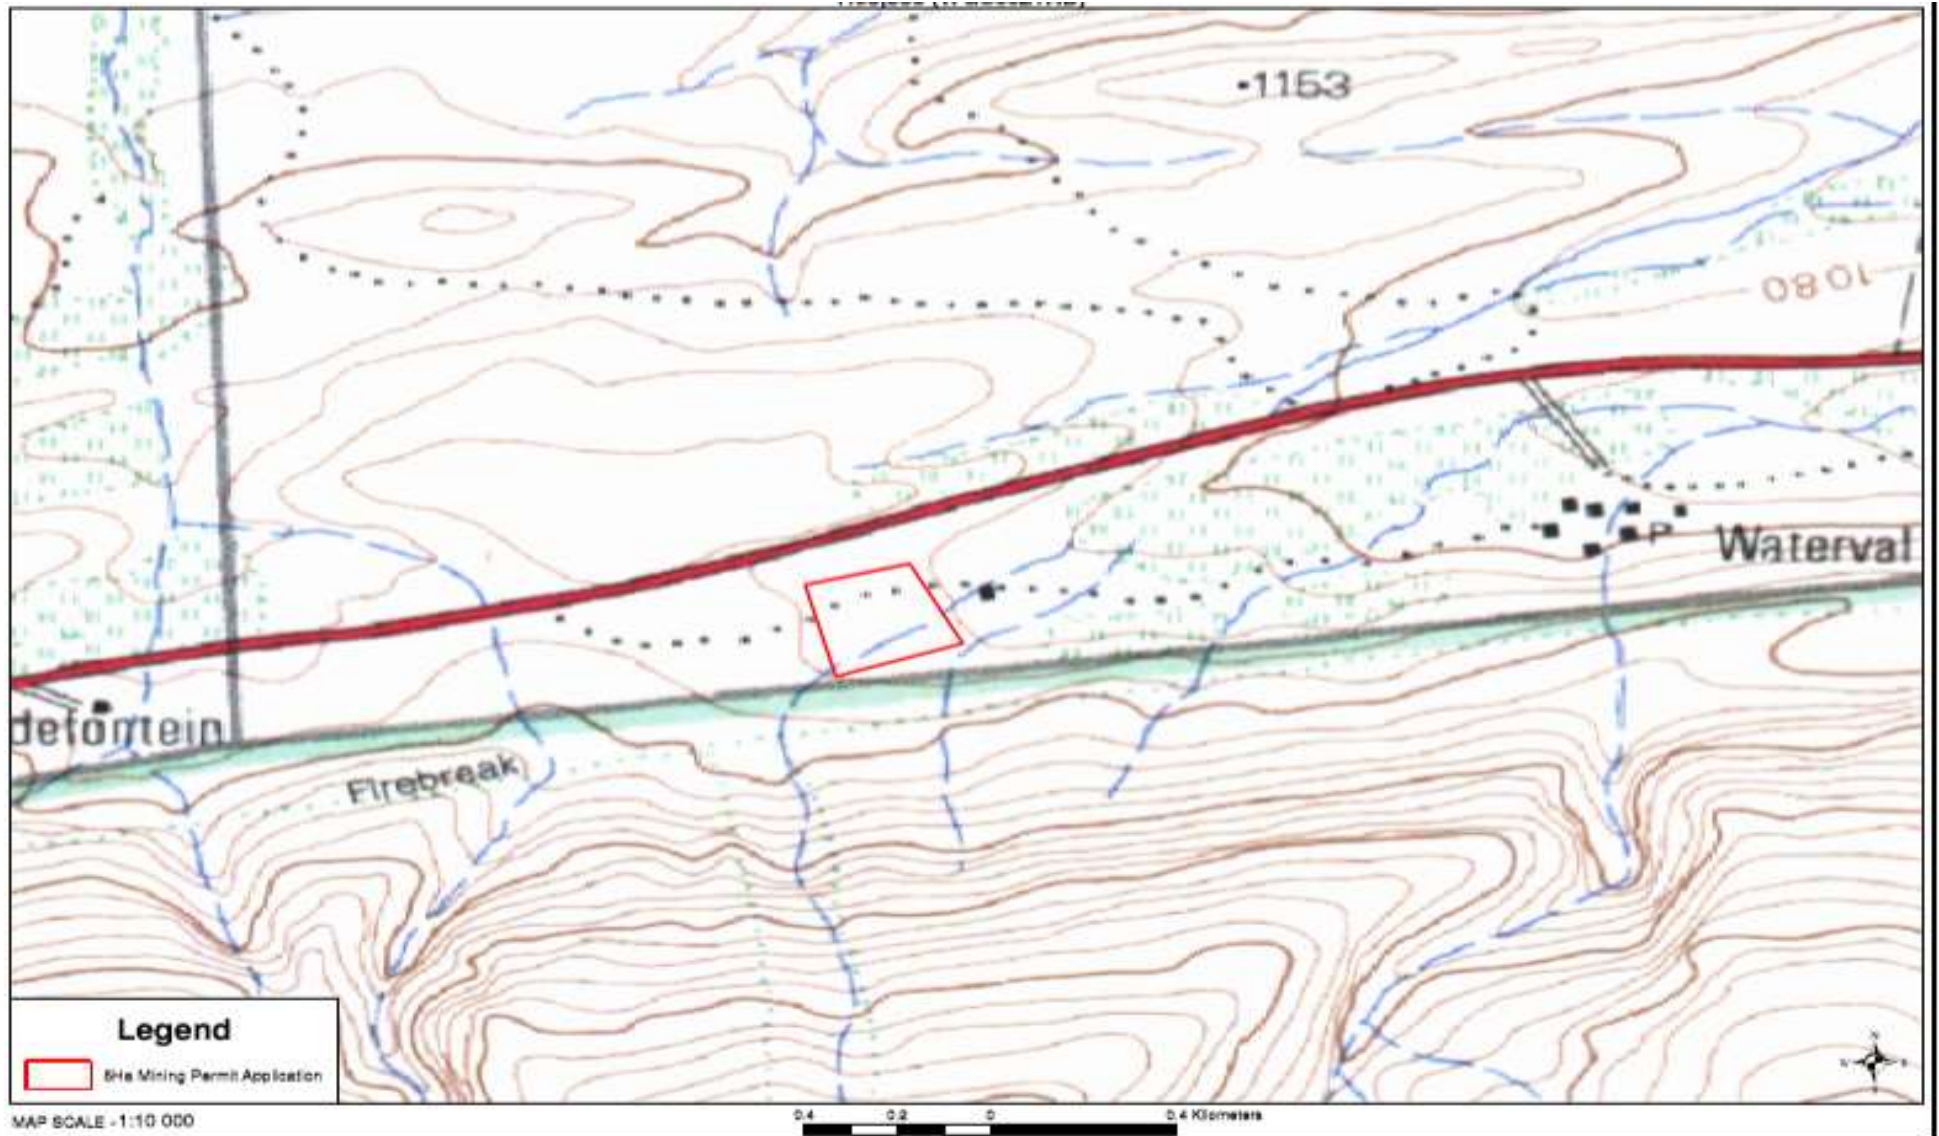 1153
1080
Waterval
P
defontein
Firebreak
Legend
5Ha Mining Permit Application
MAP SCALE - 1:10 000
0.4 0.2 0 0.4 Kilometers
N